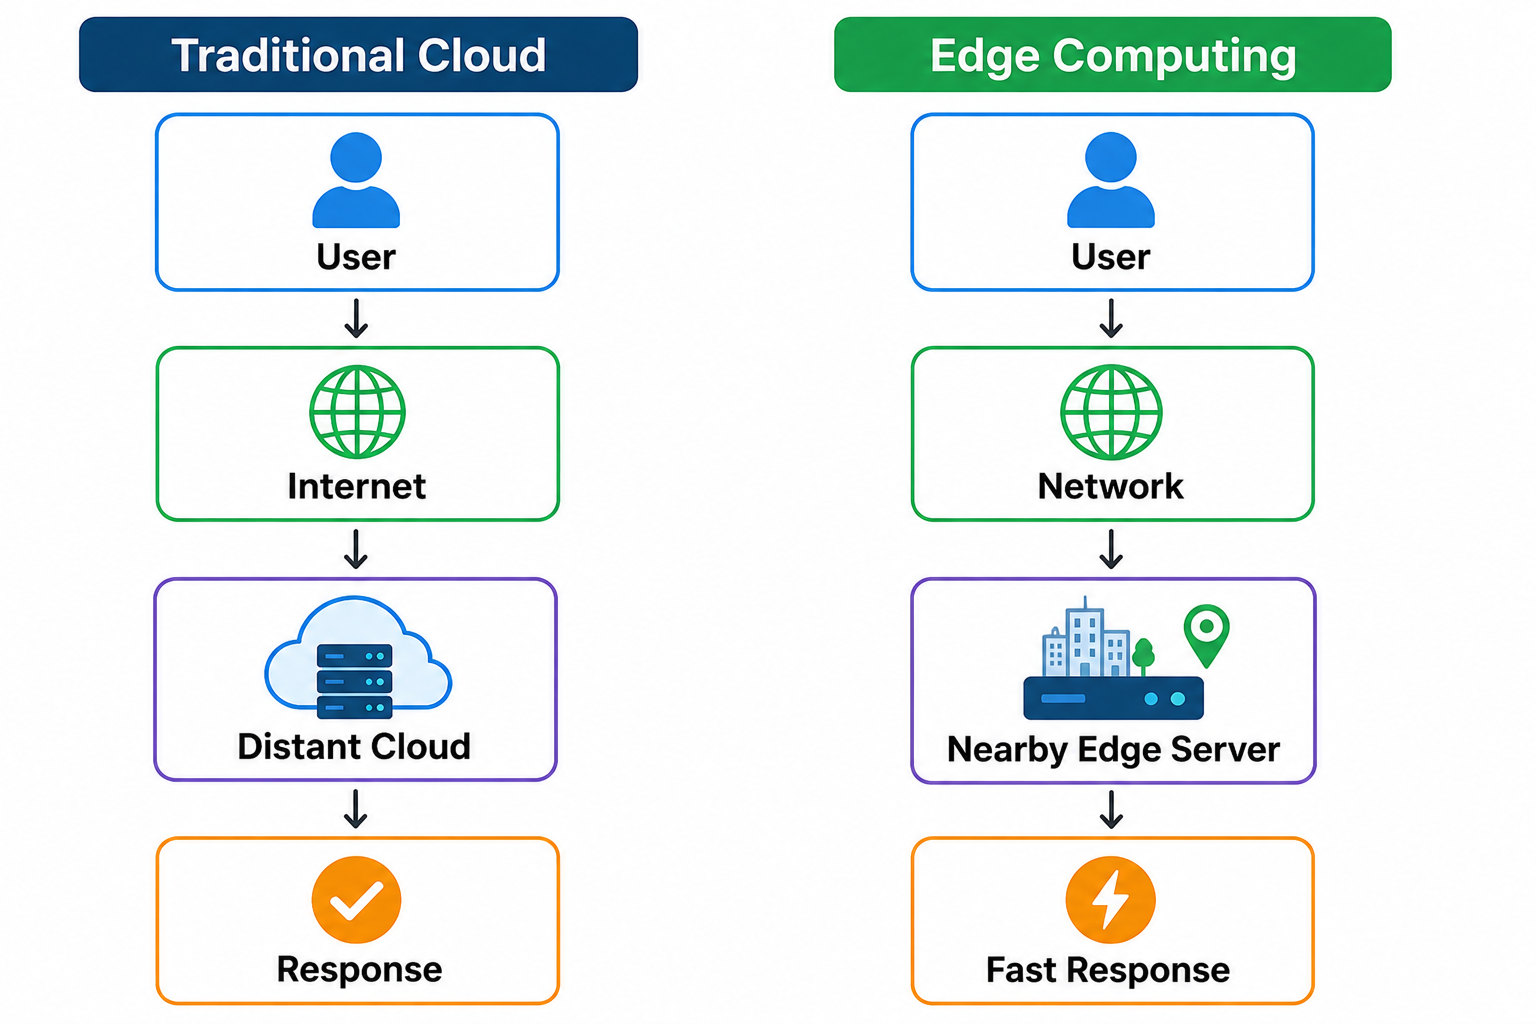 Traditional Cloud
User
Internet
Distant Cloud
Response
Edge Computing
User
Network
Nearby Edge Server
Fast Response